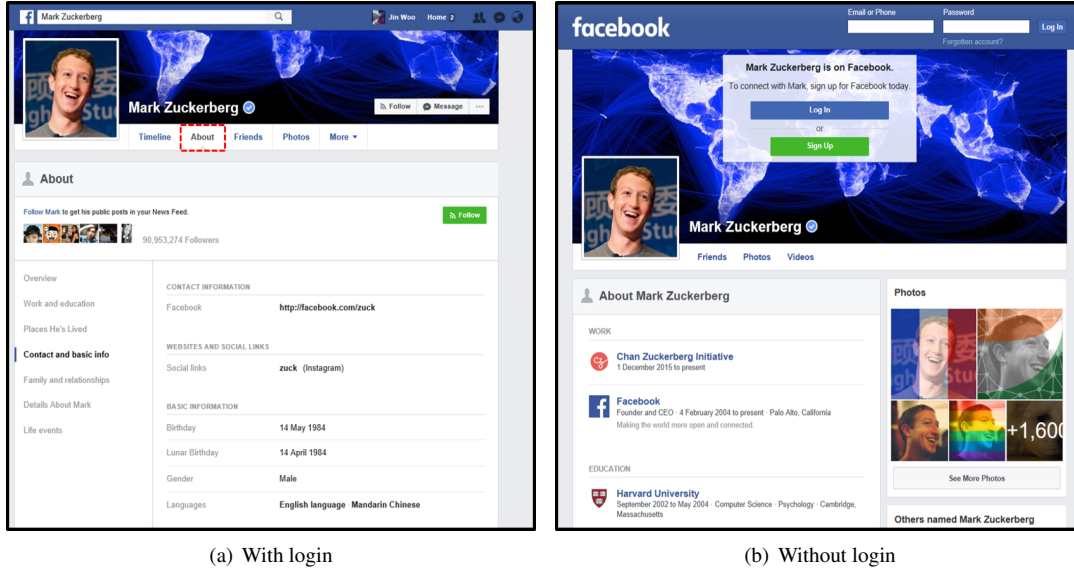 Mark Zuckerberg
Jin Woo Home 2
Mark Zuckerberg
Follow Message ...
Timeline About Friends Photos More
About
Follow Mark to get his public posts in your News Feed.
Follow
90,953,274 Followers
Overview
Work and education
Places He's Lived
Contact and basic info
Family and relationships
Details About Mark
Life events
CONTACT INFORMATION
Facebook http://facebook.com/zuck
WEBSITES AND SOCIAL LINKS
Social links zuck (Instagram)
BASIC INFORMATION
Birthday 14 May 1984
Lunar Birthday 14 April 1984
Gender Male
Languages English language · Mandarin Chinese
(a) With login
facebook
Email or Phone Password
Log In
Forgotten account?
Mark Zuckerberg is on Facebook.
To connect with Mark, sign up for Facebook today.
Log In
or
Sign Up
Mark Zuckerberg
Friends Photos Videos
About Mark Zuckerberg
WORK
Chan Zuckerberg Initiative
1 December 2015 to present
Facebook
Founder and CEO · 4 February 2004 to present · Palo Alto, California
Making the world more open and connected.
EDUCATION
Harvard University
September 2002 to May 2004 · Computer Science · Psychology · Cambridge,
Massachusetts
Photos
+1,600
See More Photos
Others named Mark Zuckerberg
(b) Without login